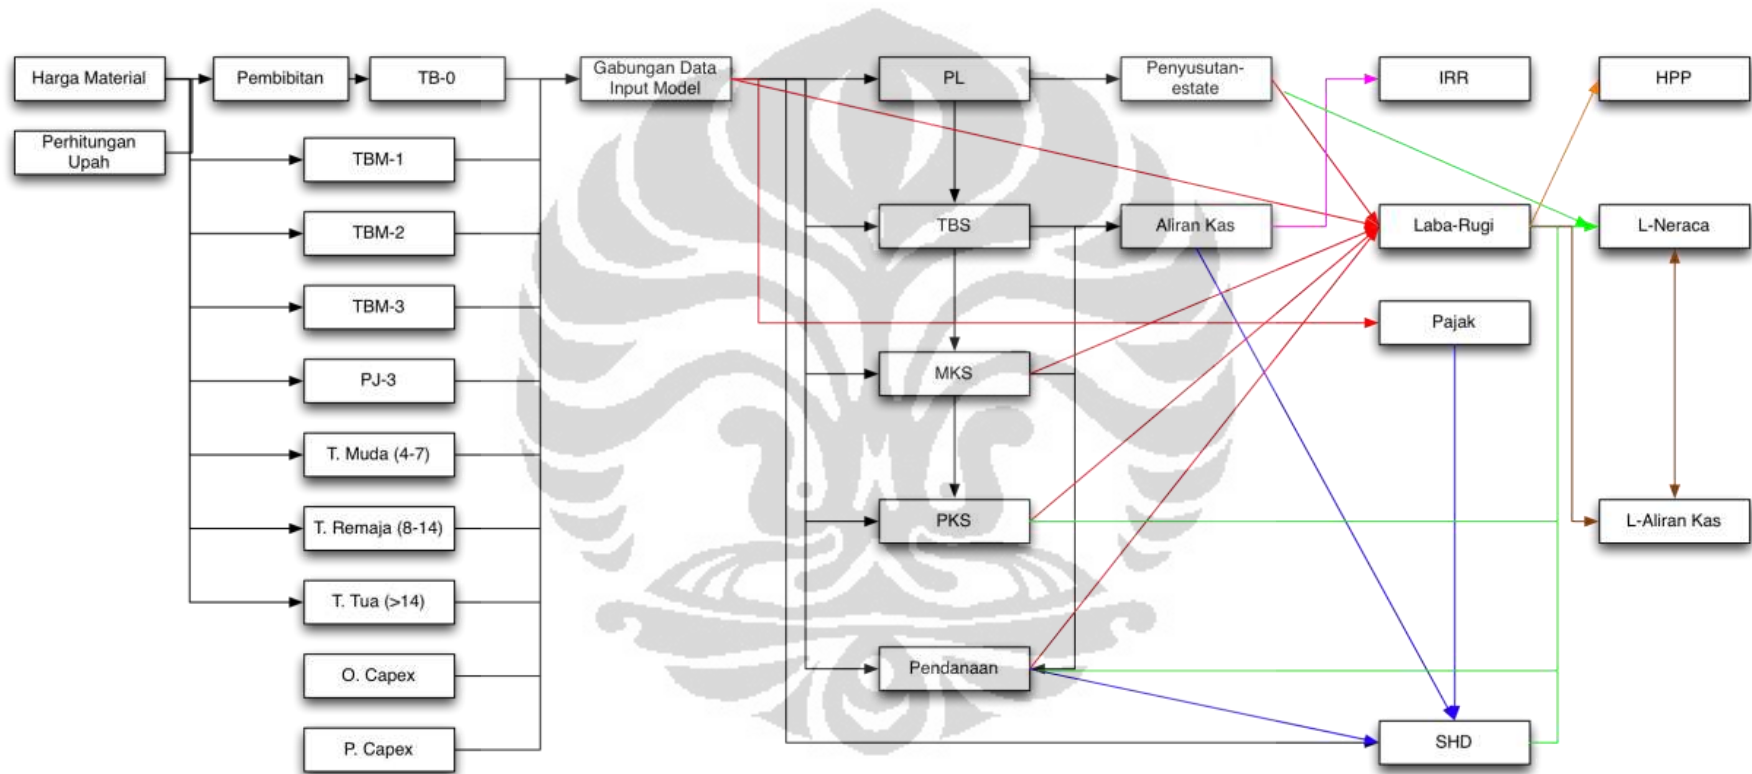 Harga Material
Pembibitan
TB-0
Gabungan Data
Input Model
PL
Penyusutan-
estate
IRR
HPP
Perhitungan
Upah
TBM-1
TBM-2
TBS
Aliran Kas
Laba-Rugi
L-Neraca
TBM-3
Pajak
PJ-3
MKS
T. Muda (4-7)
T. Remaja (8-14)
PKS
L-Aliran Kas
T. Tua (>14)
O. Capex
Pendanaan
P. Capex
SHD